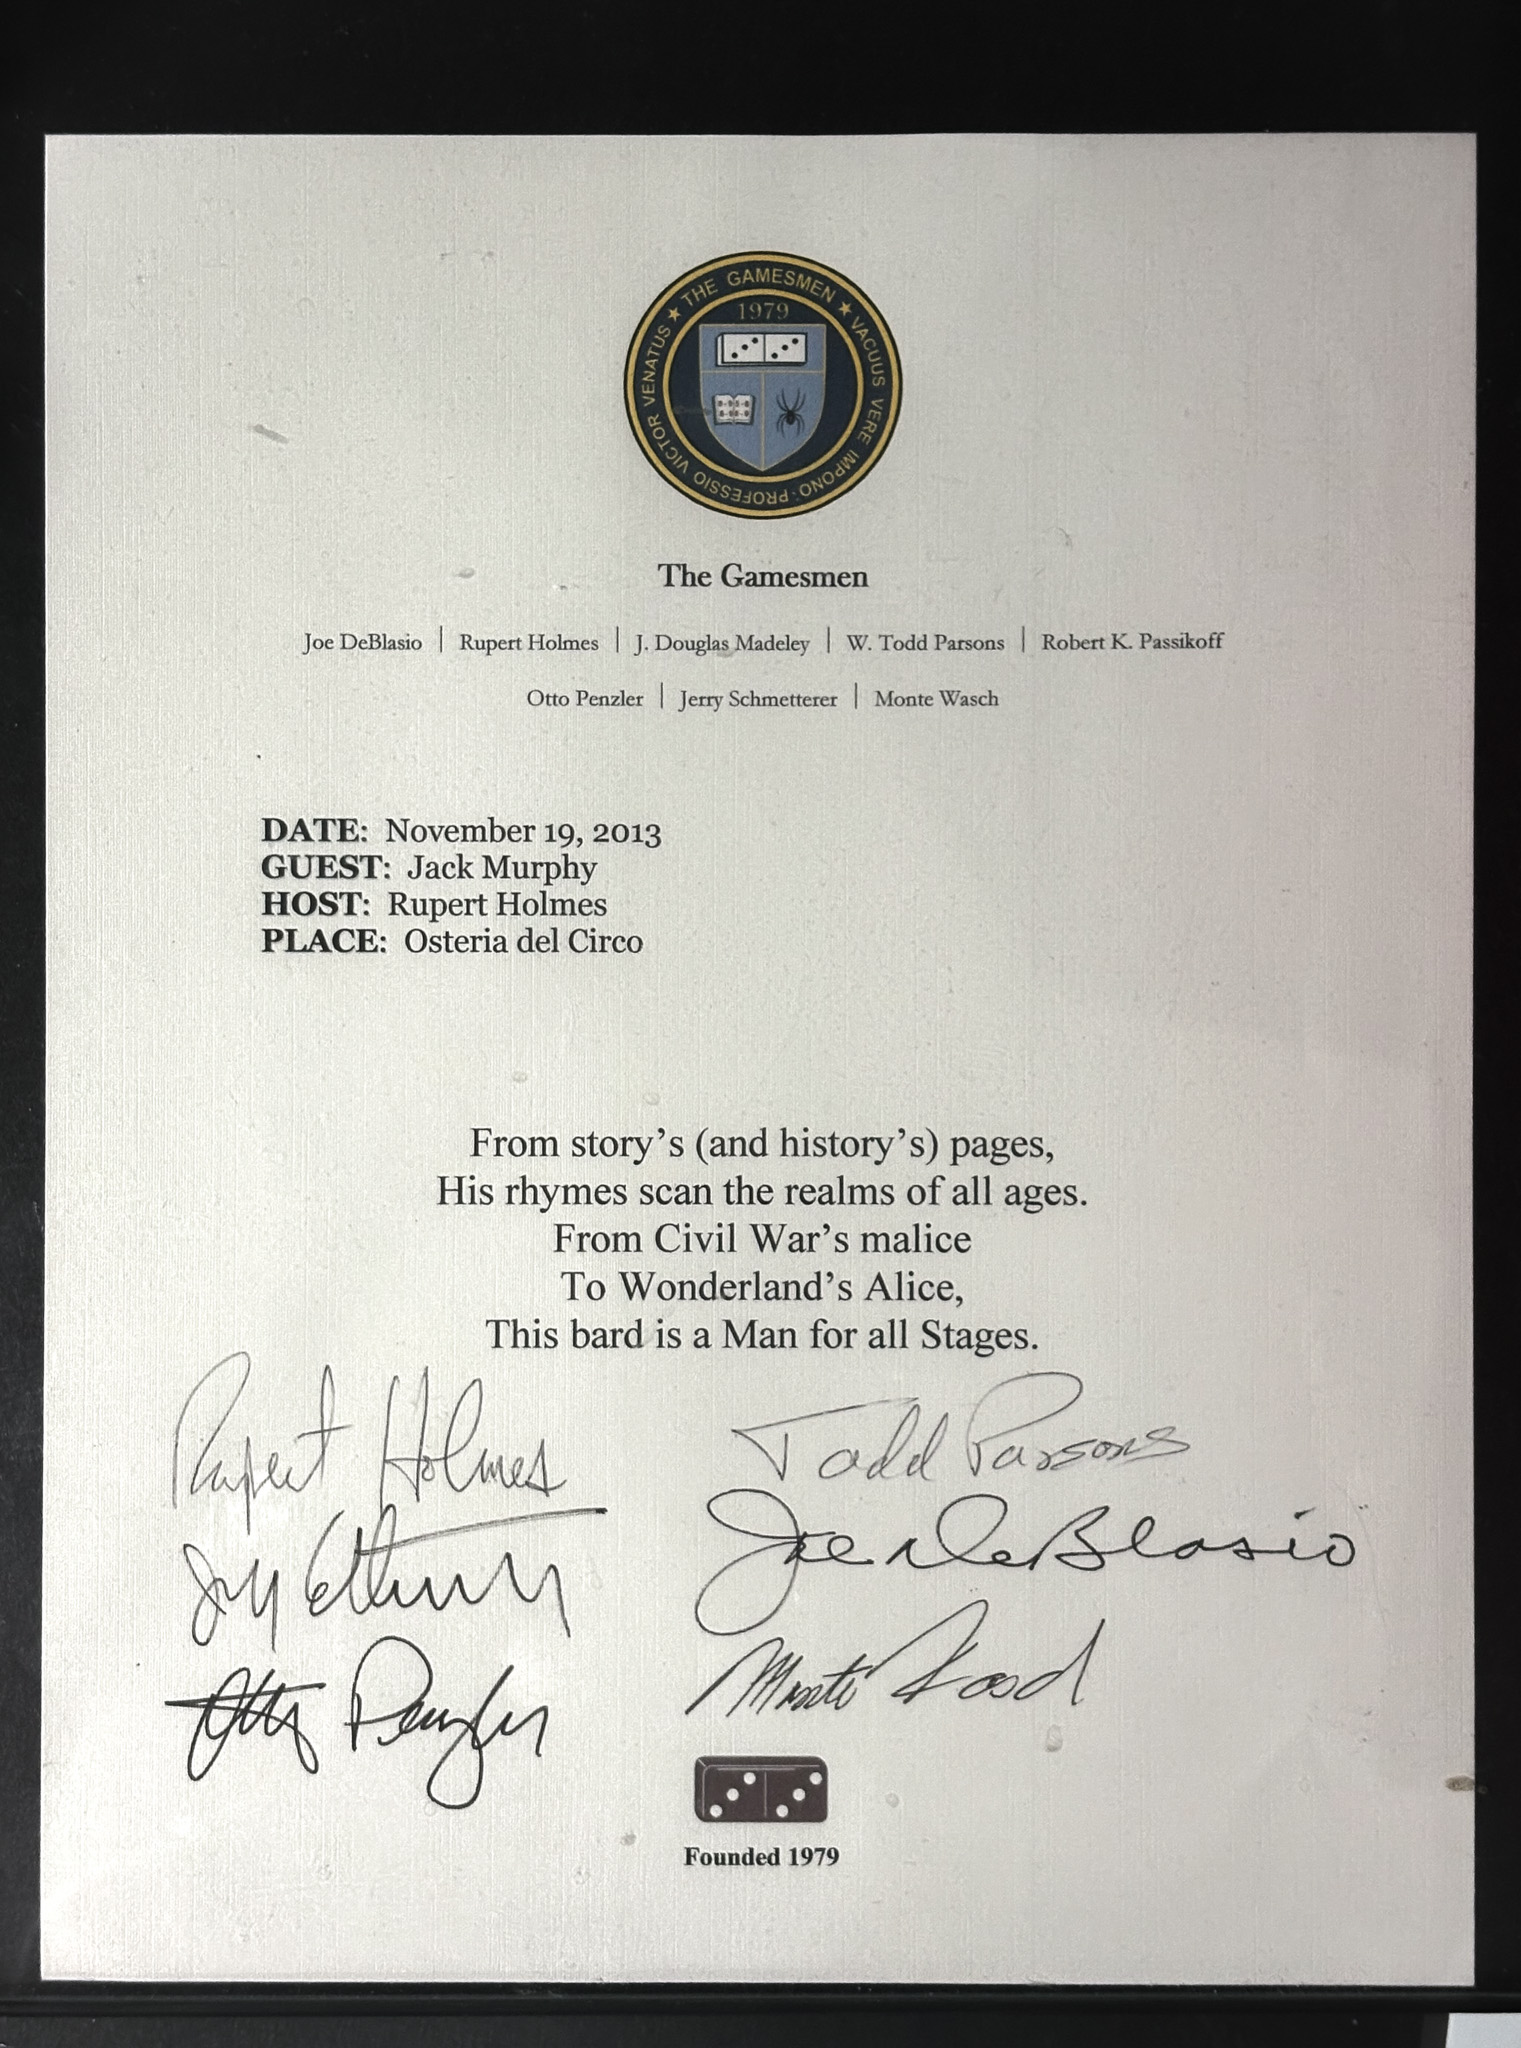 ★ THE GAMESMEN ★ VACUUS VERE IMPONO · PROFESSIO VICTOR VENATUS
1979
The Gamesmen
Joe DeBlasio | Rupert Holmes | J. Douglas Madeley | W. Todd Parsons | Robert K. Passikoff
Otto Penzler | Jerry Schmetterer | Monte Wasch
DATE: November 19, 2013
GUEST: Jack Murphy
HOST: Rupert Holmes
PLACE: Osteria del Circo
From story's (and history's) pages,
His rhymes scan the realms of all ages.
From Civil War's malice
To Wonderland's Alice,
This bard is a Man for all Stages.
Rupert Holmes
Todd Parsons
Joe DeBlasio
Otto Penzler
Monte
Founded 1979